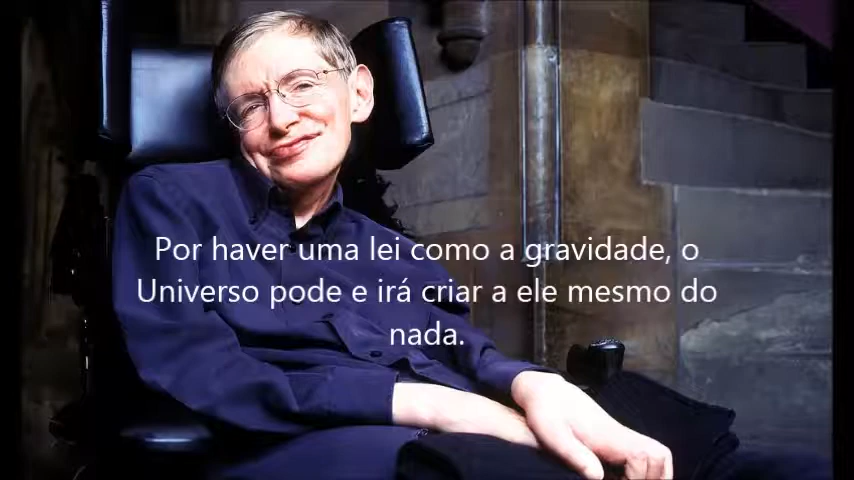 Por haver uma lei como a gravidade, o
Universo pode e irá criar a ele mesmo do
nada.